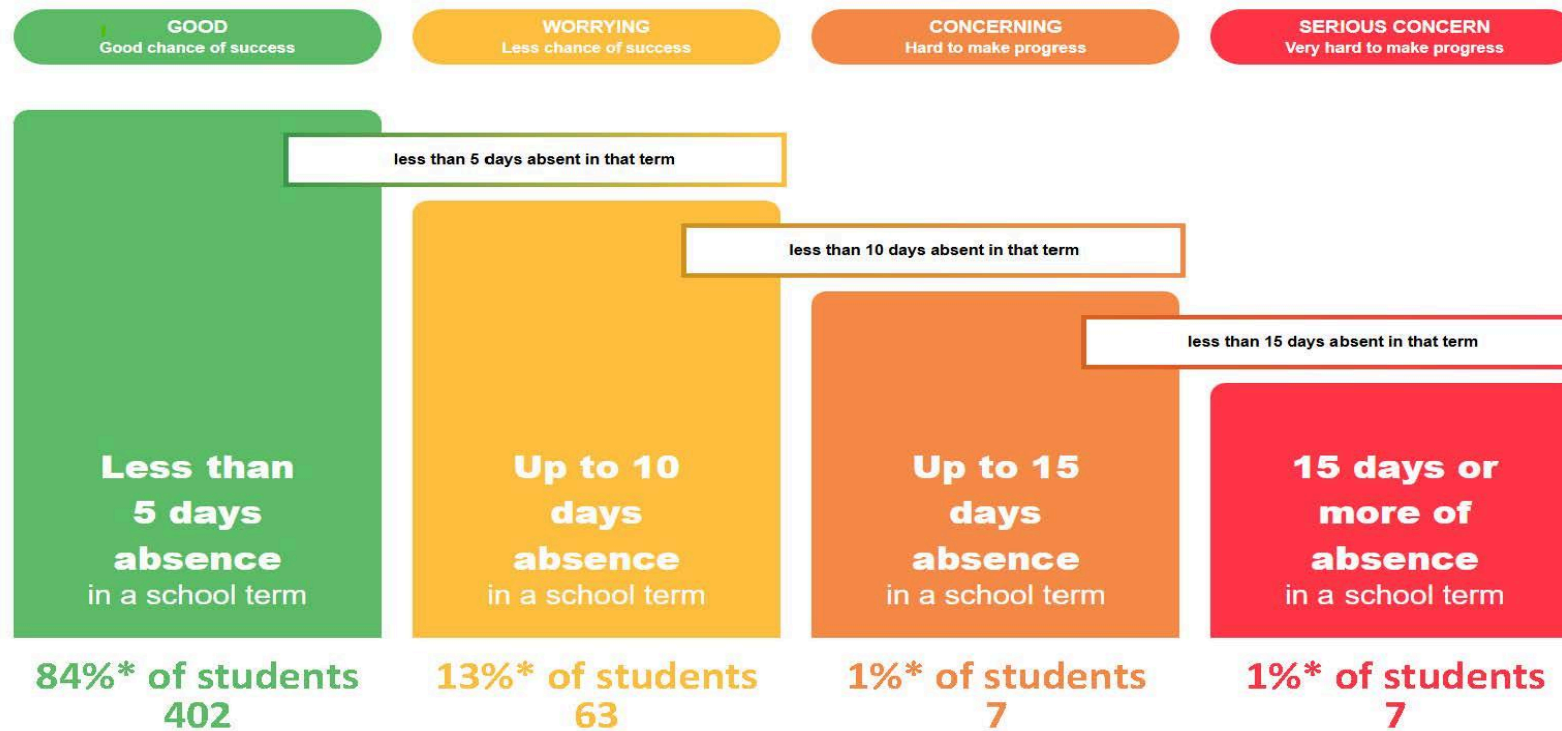 GOOD
Good chance of success
WORRYING
Less chance of success
CONCERNING
Hard to make progress
SERIOUS CONCERN
Very hard to make progress
less than 5 days absent in that term
less than 10 days absent in that term
less than 15 days absent in that term
Less than
5 days
absence
in a school term
Up to 10
days
absence
in a school term
Up to 15
days
absence
in a school term
15 days or
more of
absence
in a school term
84%* of students
402
13%* of students
63
1%* of students
7
1%* of students
7